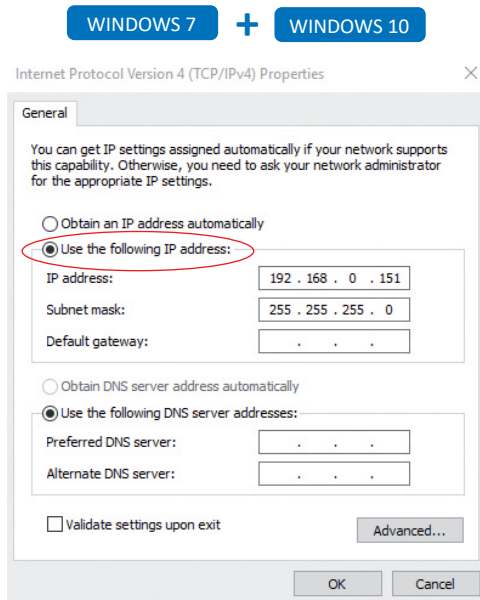 WINDOWS 7 + WINDOWS 10
Internet Protocol Version 4 (TCP/IPv4) Properties
General
You can get IP settings assigned automatically if your network supports
this capability. Otherwise, you need to ask your network administrator
for the appropriate IP settings.
Obtain an IP address automatically
Use the following IP address:
IP address: 192 . 168 . 0 . 151
Subnet mask: 255 . 255 . 255 . 0
Default gateway: . . .
Obtain DNS server address automatically
Use the following DNS server addresses:
Preferred DNS server: . . .
Alternate DNS server: . . .
Validate settings upon exit
Advanced...
OK Cancel